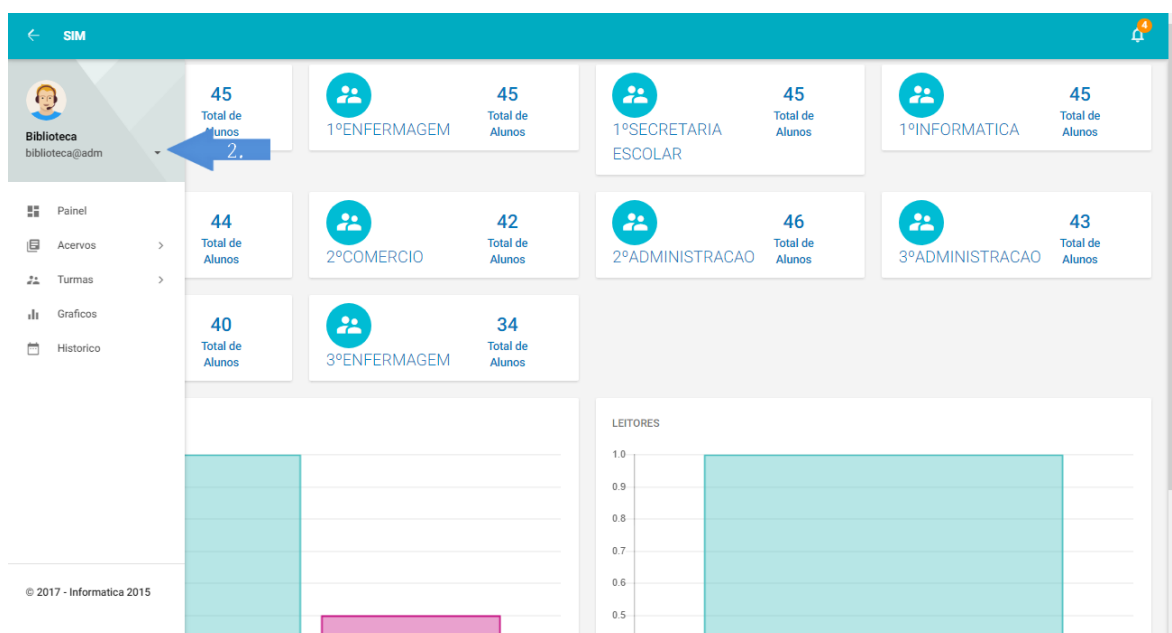 SIM
4
Biblioteca
biblioteca@adm
2.
Painel
Acervos
Turmas
Graficos
Historico
© 2017 - Informatica 2015
45
Total de
Alunos
1ºENFERMAGEM
45
Total de
Alunos
1ºSECRETARIA
ESCOLAR
45
Total de
Alunos
1ºINFORMATICA
45
Total de
Alunos
44
Total de
Alunos
2ºCOMERCIO
42
Total de
Alunos
2ºADMINISTRACAO
46
Total de
Alunos
3ºADMINISTRACAO
43
Total de
Alunos
40
Total de
Alunos
3ºENFERMAGEM
34
Total de
Alunos
LEITORES
1.0
0.9
0.8
0.7
0.6
0.5